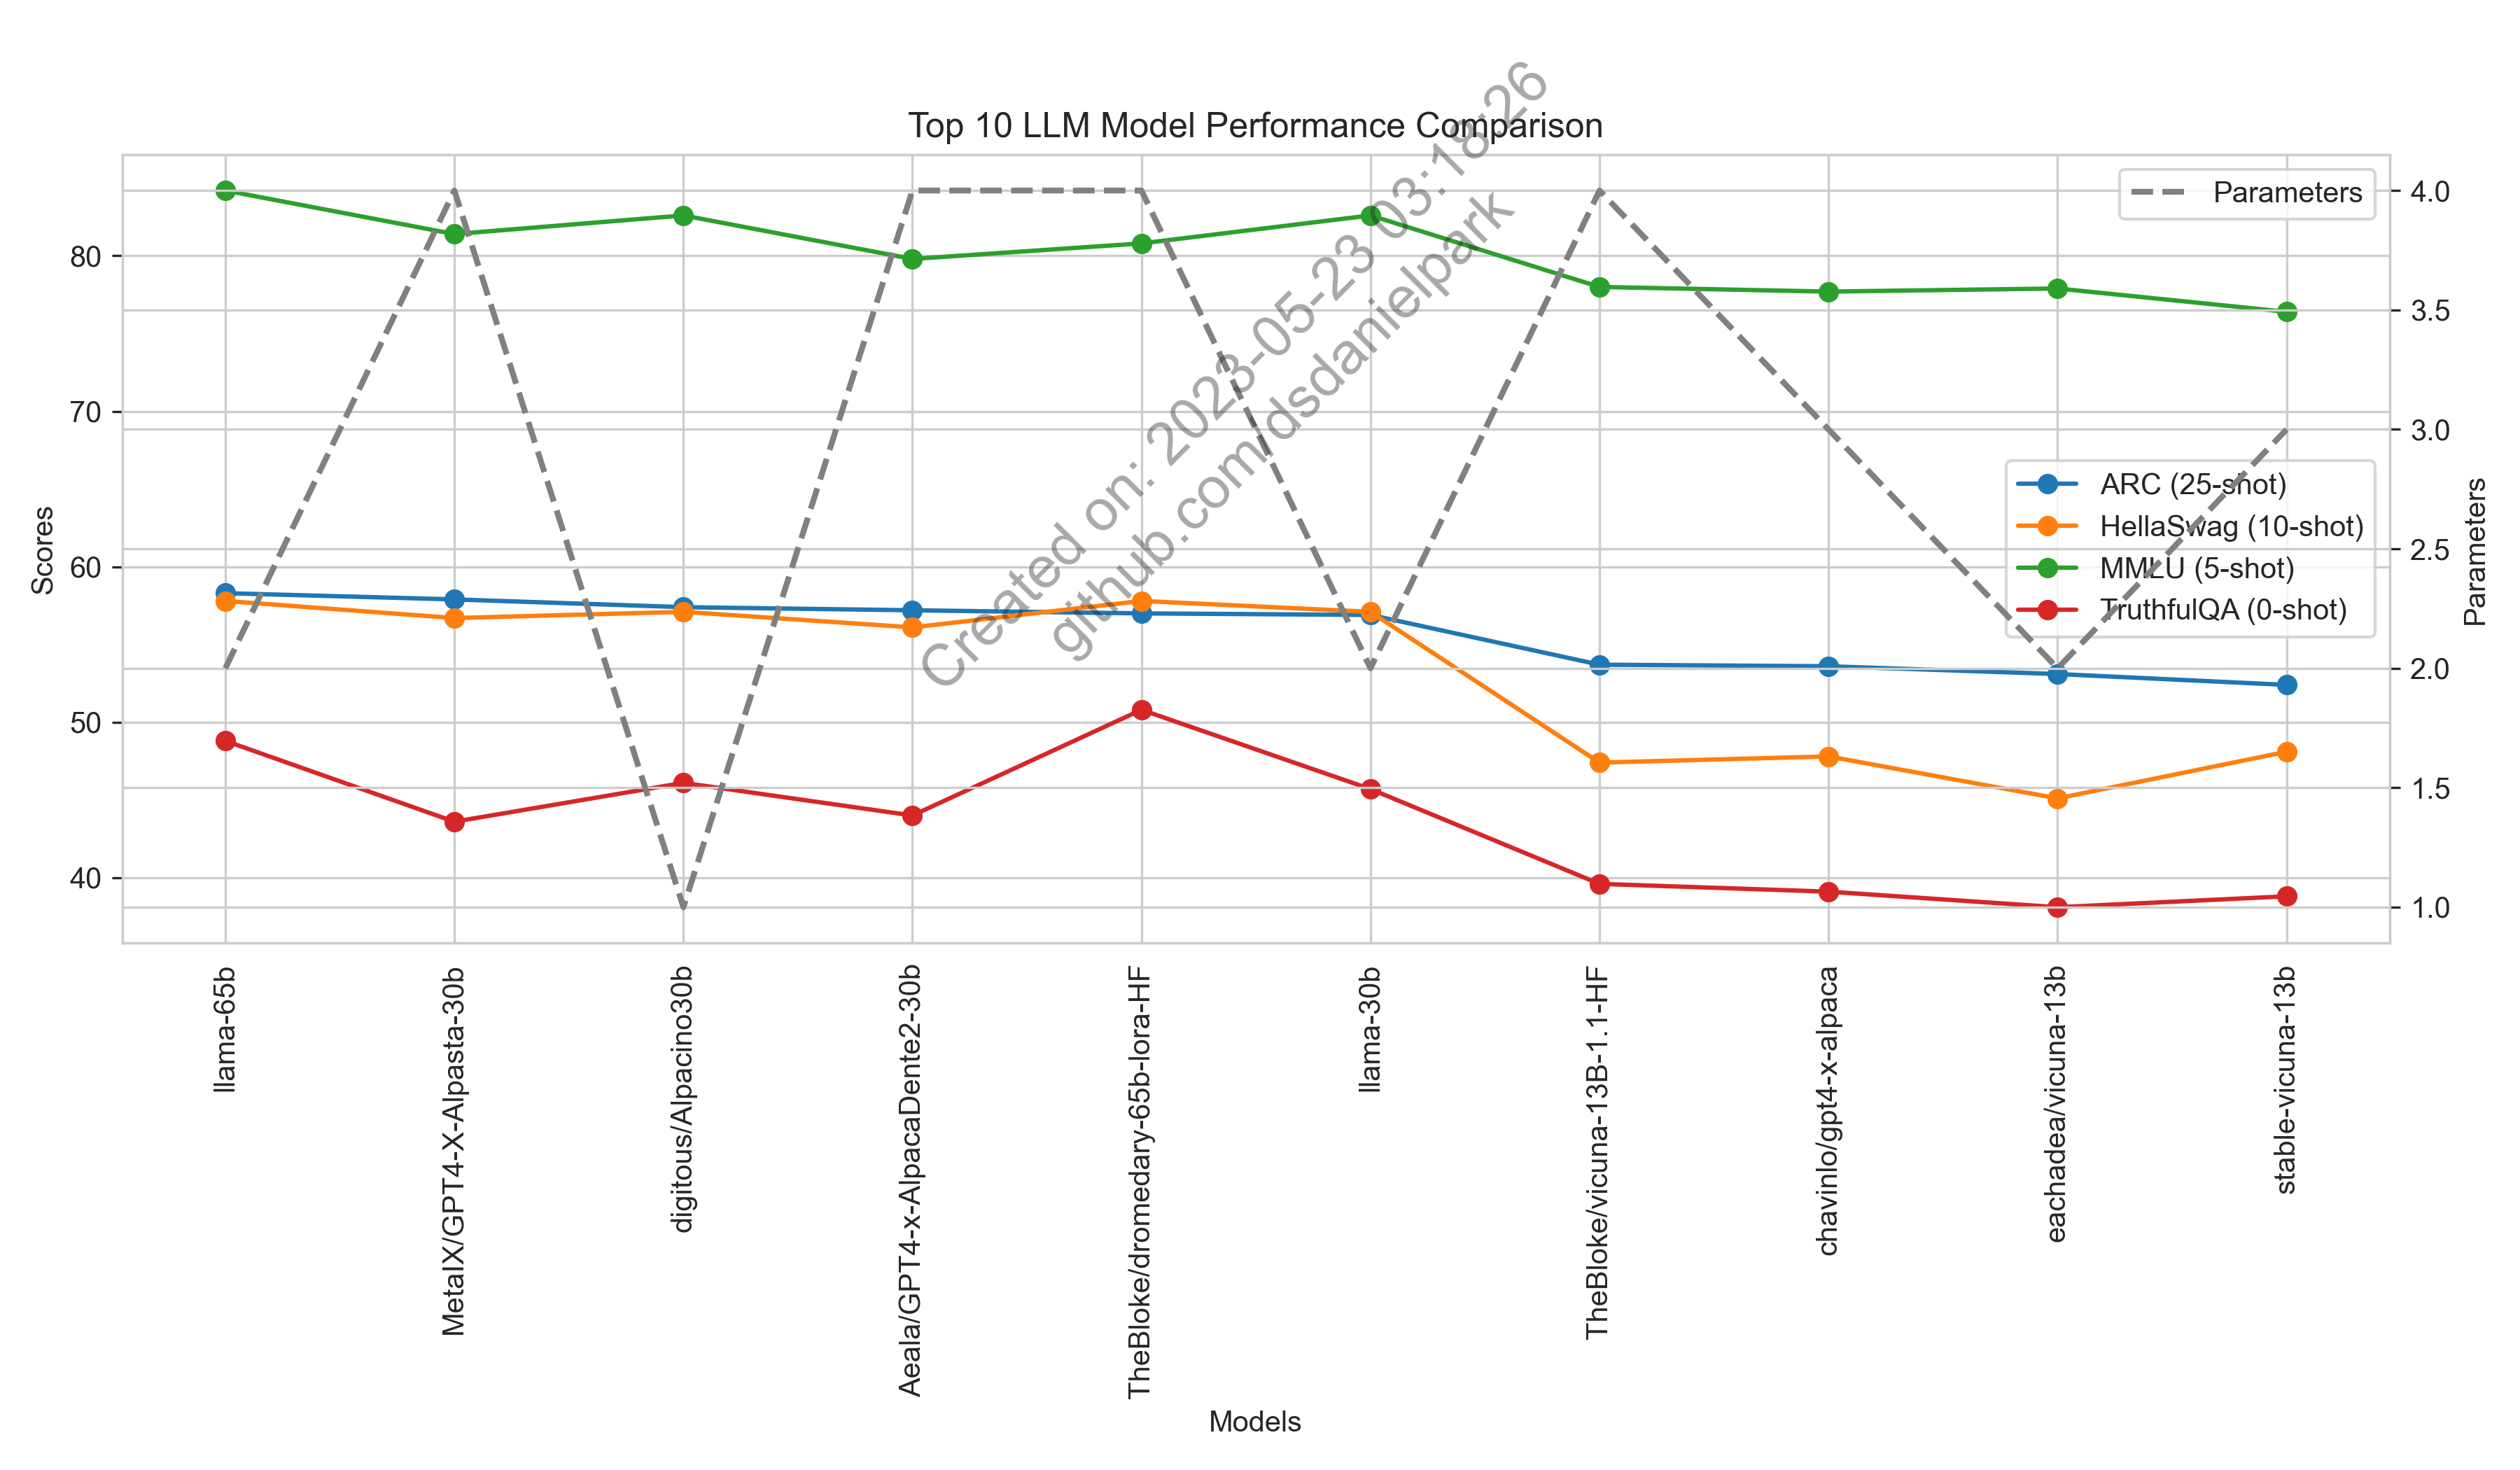 Top 10 LLM Model Performance Comparison
Created on: 2023-05-23 03:18:26
github.com/dsdanielpark
Parameters
4.0
3.5
3.0
2.5
2.0
1.5
1.0
Parameters
80
70
60
50
40
Scores
ARC (25-shot)
HellaSwag (10-shot)
MMLU (5-shot)
TruthfulQA (0-shot)
llama-65b
MetaIX/GPT4-X-Alpasta-30b
digitous/Alpacino30b
Aeala/GPT4-x-AlpacaDente2-30b
TheBloke/dromedary-65b-lora-HF
llama-30b
TheBloke/vicuna-13B-1.1-HF
chavinlo/gpt4-x-alpaca
eachadea/vicuna-13b
stable-vicuna-13b
Models